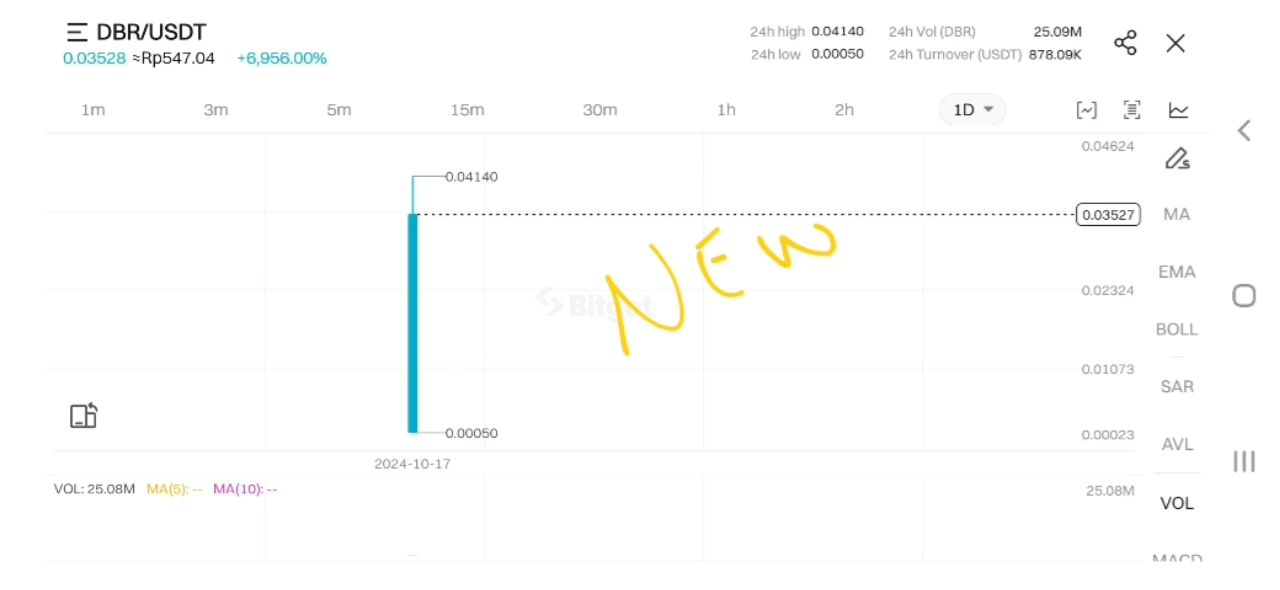 DBR/USDT
0.03528 ≈Rp547.04 +6,956.00%
24h high 0.04140 24h Vol (DBR) 25.09M
24h low 0.00050 24h Turnover (USDT) 878.09K
1m 3m 5m 15m 30m 1h 2h 1D
0.04624
0.04140
0.03527
NEW
0.02324
Bitget
0.01073
0.00050
0.00023
2024-10-17
VOL: 25.08M MA(5): -- MA(10): --
25.08M
MA
EMA
BOLL
SAR
AVL
VOL
MACD